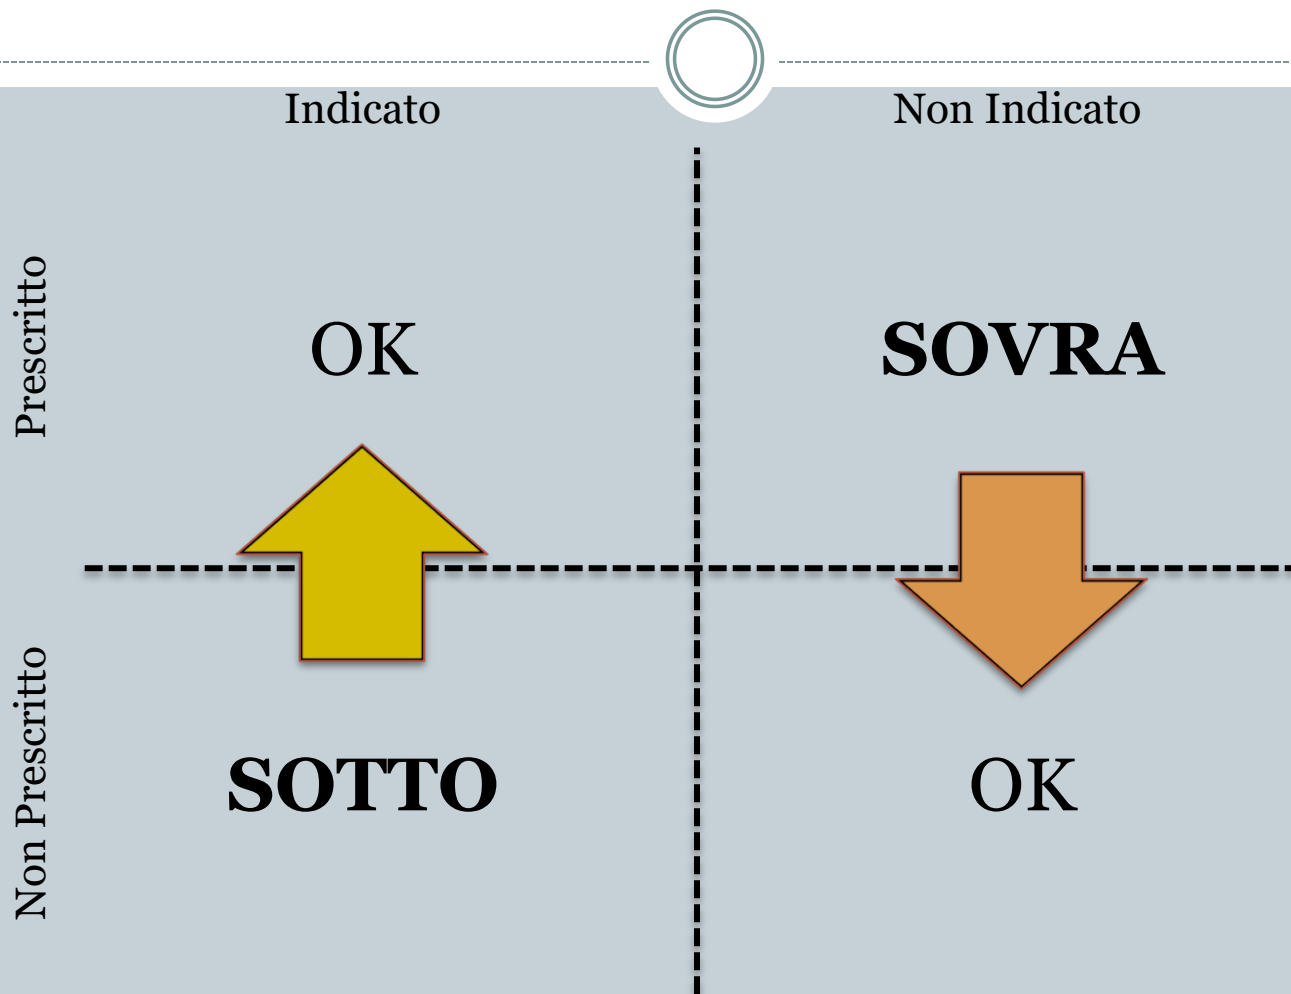 Indicato
Non Indicato
Prescritto
OK
SOVRA
Non Prescritto
SOTTO
OK